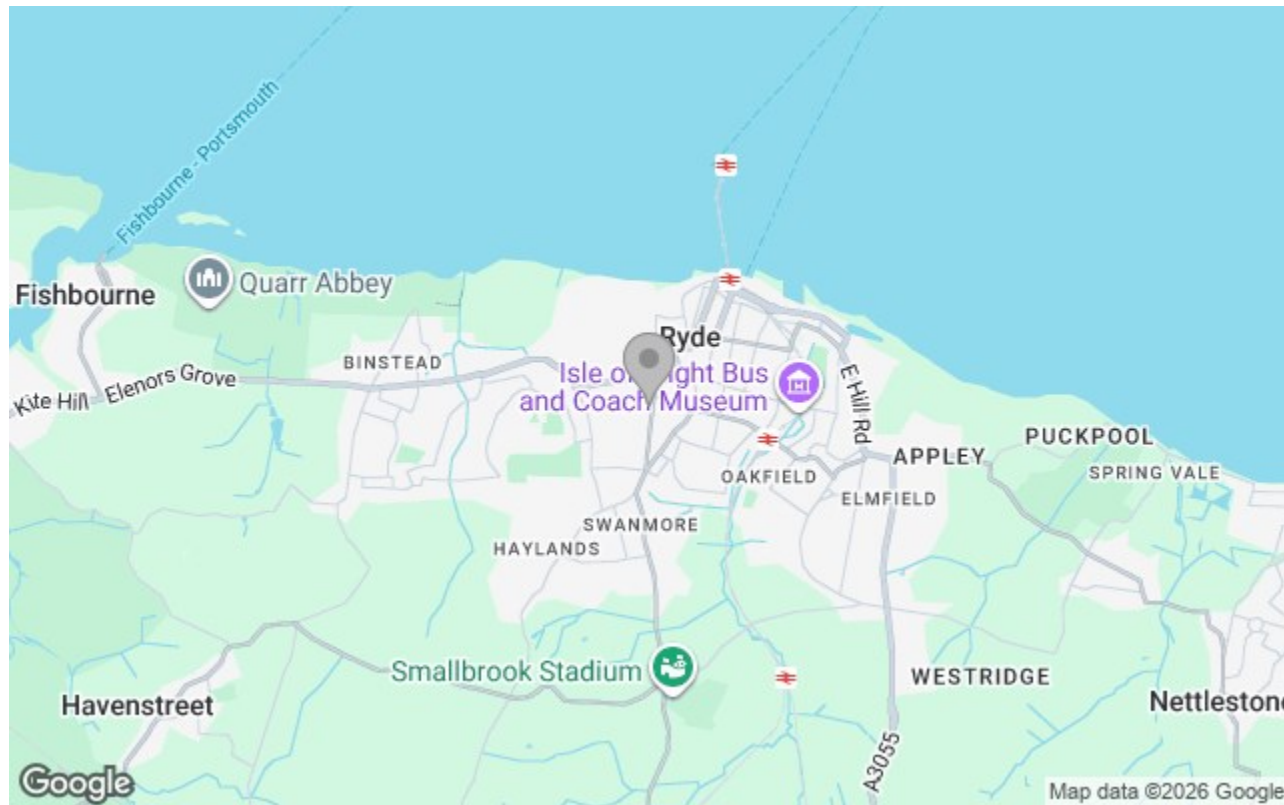 Fishbourne - Portsmouth
Fishbourne
Quarr Abbey
Ryde
BINSTEAD
Isle of Wight Bus
and Coach Museum
Elenors Grove
Kite Hill
E Hill Rd
PUCKPOOL
APPLEY
SPRING VALE
OAKFIELD
ELMFIELD
SWANMORE
HAYLANDS
Smallbrook Stadium
WESTRIDGE
Havenstreet
Nettlestone
A3055
Google
Map data ©2026 Google